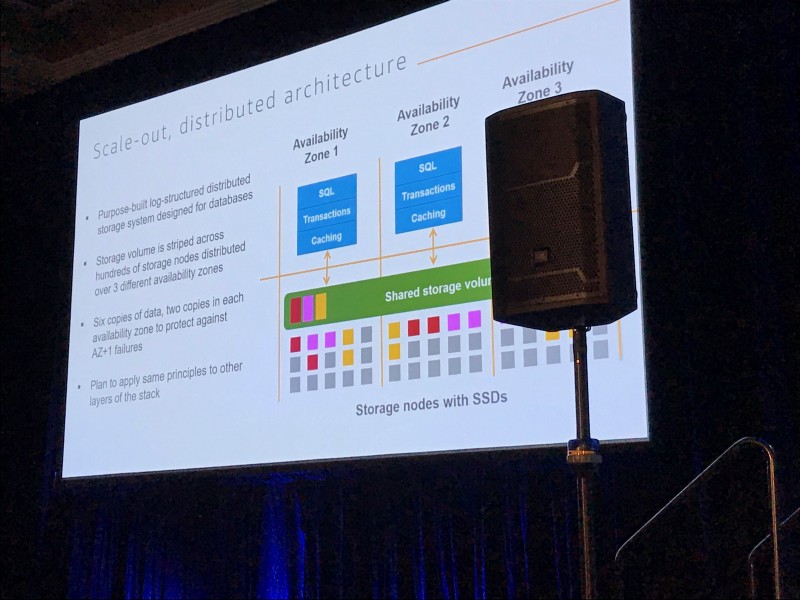 Scale-out, distributed architecture
Purpose-built log-structured distributed
storage system designed for databases
Storage volume is striped across
hundreds of storage nodes distributed
over 3 different availability zones
Six copies of data, two copies in each
availability zone to protect against
AZ+1 failures
Plan to apply same principles to other
layers of the stack
Availability
Zone 1
Availability
Zone 2
Availability
Zone 3
SQL
Transactions
Caching
SQL
Transactions
Caching
Shared storage
Storage nodes with SSDs